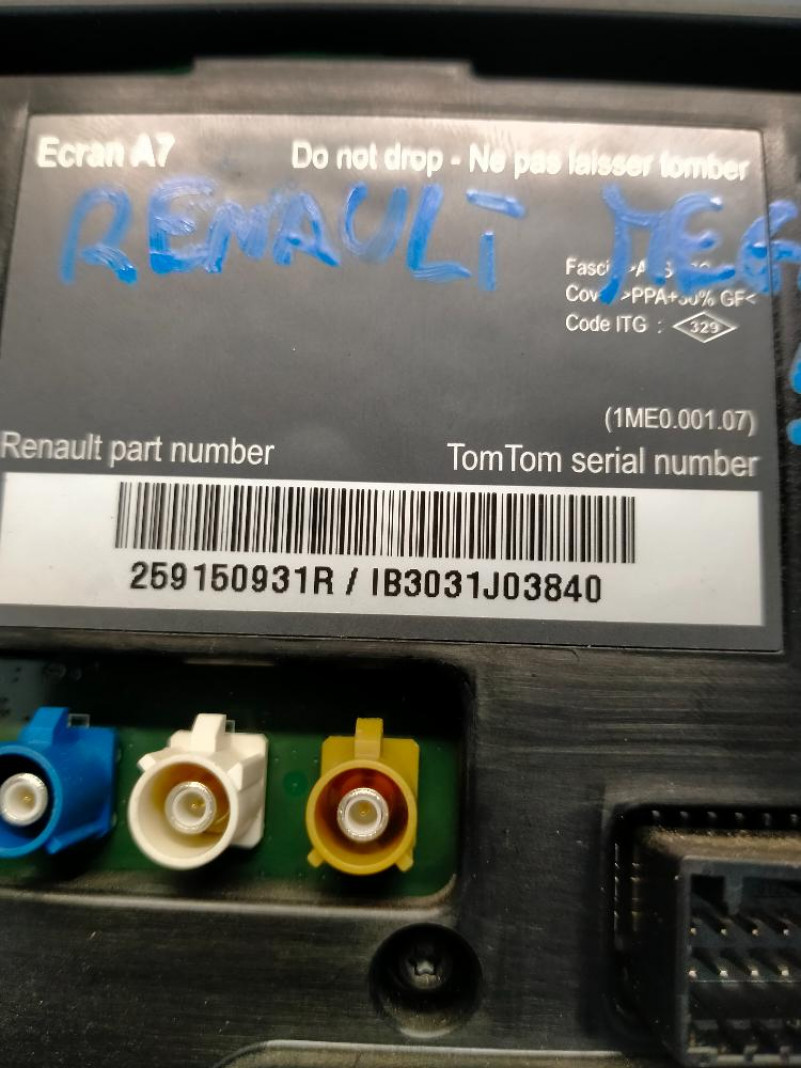 Ecran A7 Do not drop - Ne pas laisser tomber
RENAULT MEG
Code ITG : 329
(1ME0.001.07)
Renault part number TomTom serial number
259150931R / IB3031J03840